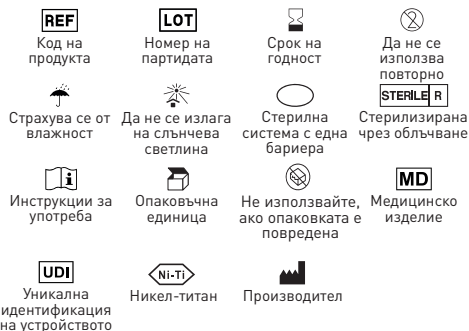 REF
Код на
продукта
LOT
Номер на
партидата
Срок на
годност
2
Да не се
използва
повторно
Страхува се от
влажност
Да не се излага
на слънчева
светлина
Стерилна
система с една
бариера
STERILE R
Стерилизирана
чрез облъчване
i
Инструкции за
употреба
Опаковъчна
единица
Не използвайте,
ако опаковката е
повредена
MD
Медицинско
изделие
UDI
Уникална
идентификация
на устройството
Ni-Ti
Никел-титан
Производител